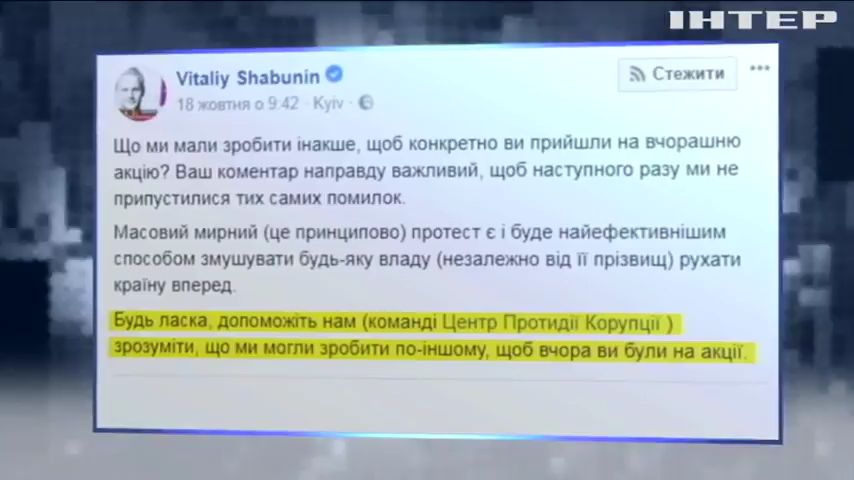 ІНТЕР
Vitaliy Shabunin
18 жовтня о 9:42 · Kyiv ·
Стежити
Що ми мали зробити інакше, щоб конкретно ви прийшли на вчорашню
акцію? Ваш коментар направду важливий, щоб наступного разу ми не
припустилися тих самих помилок.
Масовий мирний (це принципово) протест є і буде найефективнішим
способом змушувати будь-яку владу (незалежно від її прізвищ) рухати
країну вперед.
Будь ласка, допоможіть нам (команді Центр Протидії Корупції )
зрозуміти, що ми могли зробити по-іншому, щоб вчора ви були на акції.